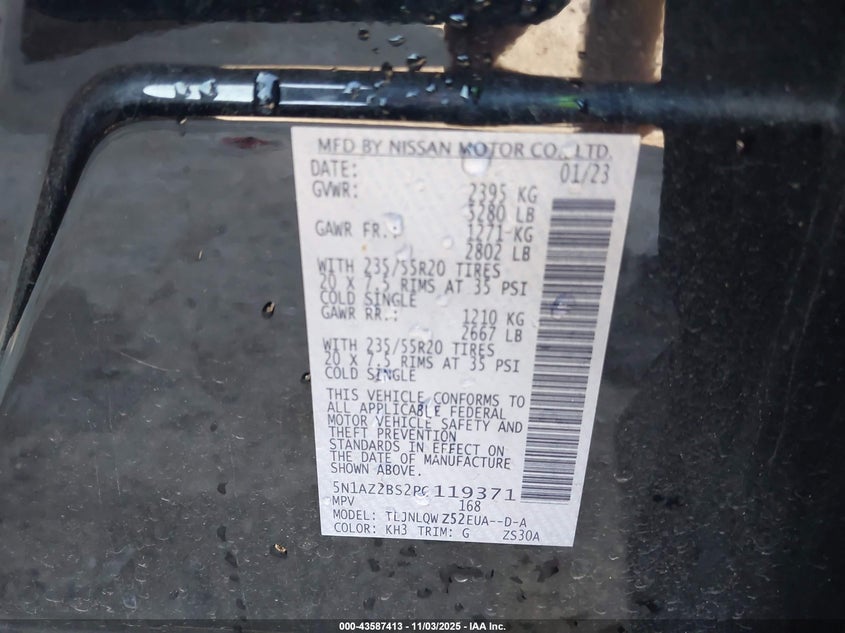 MFD BY NISSAN MOTOR CO., LTD.
DATE: 01/23
GVWR: 2395 KG
5280 LB
GAWR FR.: 1271 KG
2802 LB
WITH 235/55R20 TIRES
20 X 7.5 RIMS AT 35 PSI
COLD SINGLE
GAWR RR.: 1210 KG
2667 LB
WITH 235/55R20 TIRES
20 X 7.5 RIMS AT 35 PSI
COLD SINGLE
THIS VEHICLE CONFORMS TO
ALL APPLICABLE FEDERAL
MOTOR VEHICLE SAFETY AND
THEFT PREVENTION
STANDARDS IN EFFECT ON
THE DATE OF MANUFACTURE
SHOWN ABOVE.
5N1AZ2BS2PC119371
MPV 168
MODEL: TLJNLQW Z52EUA--D-A
COLOR: KH3 TRIM: G ZS30A
000-43587413 - 11/03/2025 - IAA Inc.